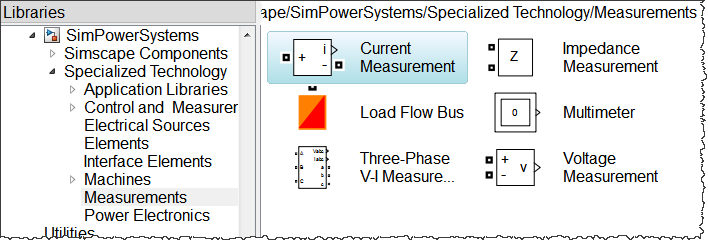 Libraries
ape/SimPowerSystems/Specialized Technology/Measurements
SimPowerSystems
Simscape Components
Specialized Technology
Application Libraries
Control and Measurer
Electrical Sources
Elements
Interface Elements
Machines
Measurements
Power Electronics
Utilities
i
+
-
Current
Measurement
Z
Impedance
Measurement
Load Flow Bus
0
Multimeter
A
B
C
Vabc
Iabc
a
b
c
Three-Phase
V-I Measure...
+
-
v
Voltage
Measurement